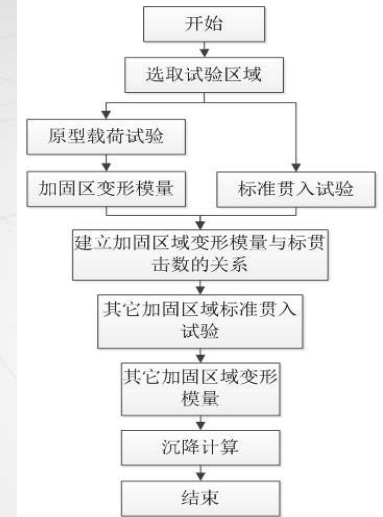 开始
选取试验区域
原型载荷试验
加固区变形模量
标准贯入试验
建立加固区域变形模量与标贯
击数的关系
其它加固区域标准贯入
试验
其它加固区域变形
模量
沉降计算
结束